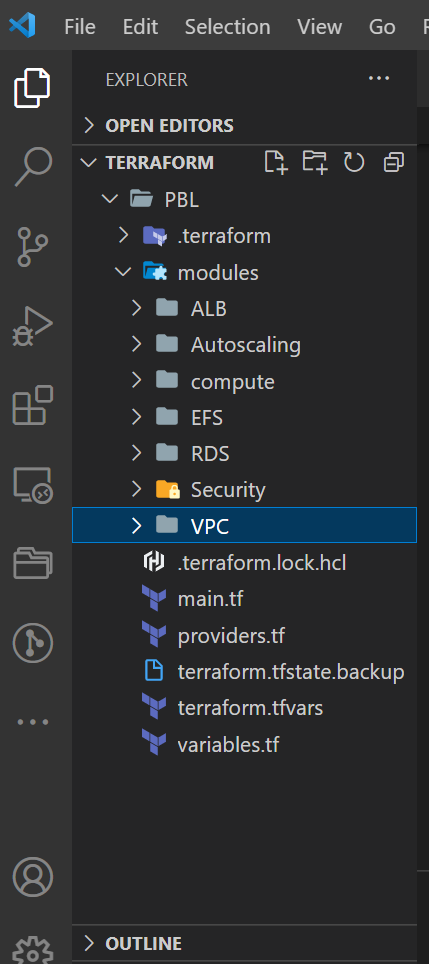 File Edit Selection View Go
EXPLORER
OPEN EDITORS
TERRAFORM
PBL
.terraform
modules
ALB
Autoscaling
compute
EFS
RDS
Security
VPC
.terraform.lock.hcl
main.tf
providers.tf
terraform.tfstate.backup
terraform.tfvars
variables.tf
OUTLINE